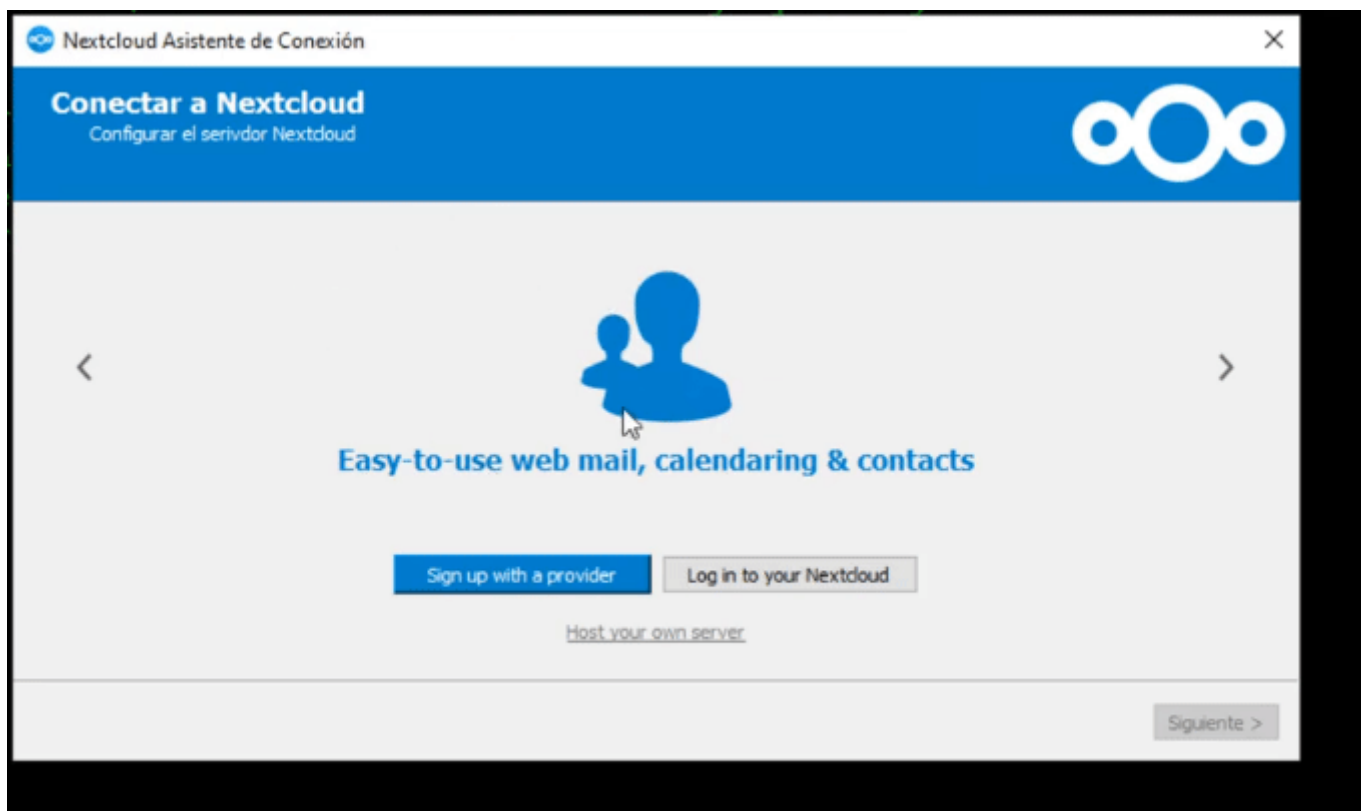 Nextcloud Asistente de Conexión
Conectar a Nextcloud
Configurar el serivdor Nextcloud
Easy-to-use web mail, calendaring & contacts
Sign up with a provider
Log in to your Nextcloud
Host your own server
Siguiente >